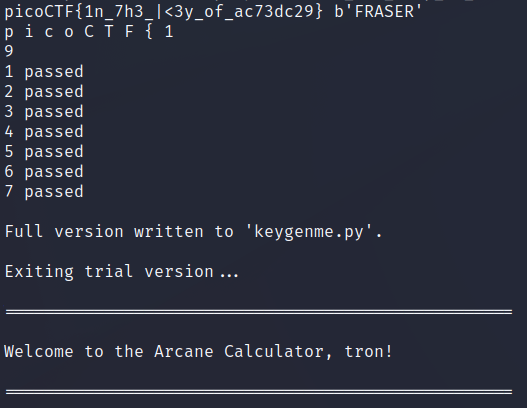 picoCTF{1n_7h3_|<3y_of_ac73dc29} b'FRASER'
p i c o C T F { 1
9
1 passed
2 passed
3 passed
4 passed
5 passed
6 passed
7 passed
Full version written to 'keygenme.py'.
Exiting trial version...
===================================================
Welcome to the Arcane Calculator, tron!
===================================================